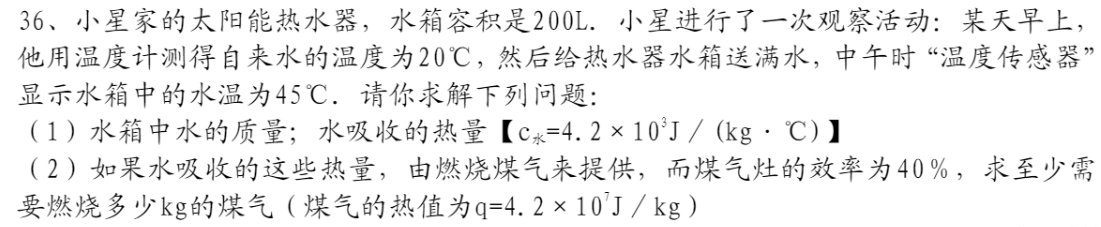 36、小星家的太阳能热水器，水箱容积是200L．小星进行了一次观察活动：某天早上，
他用温度计测得自来水的温度为20℃，然后给热水器水箱送满水，中午时“温度传感器”
显示水箱中的水温为45℃．请你求解下列问题：
（1）水箱中水的质量；水吸收的热量【c水=4.2×10³J／（kg·℃）】
（2）如果水吸收的这些热量，由燃烧煤气来提供，而煤气灶的效率为40％，求至少需
要燃烧多少kg的煤气（煤气的热值为q=4.2×10⁷J／kg）